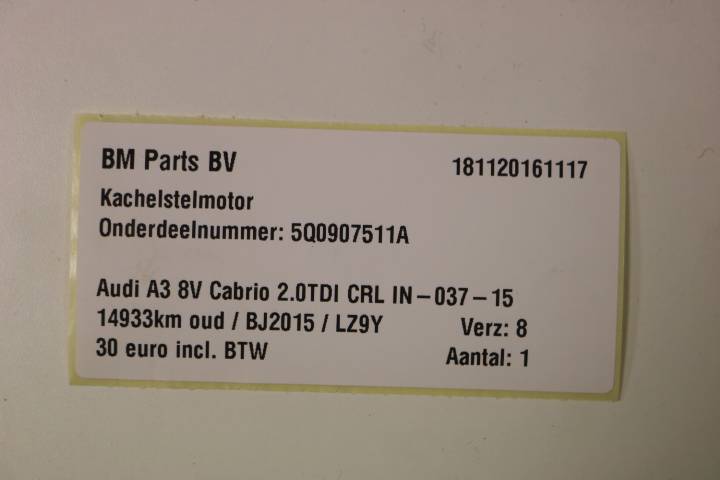 BM Parts BV 181120161117
Kachelstelmotor
Onderdeelnummer: 5Q0907511A
Audi A3 8V Cabrio 2.0TDI CRL IN-037-15
14933km oud / BJ2015 / LZ9Y Verz: 8
30 euro incl. BTW Aantal: 1